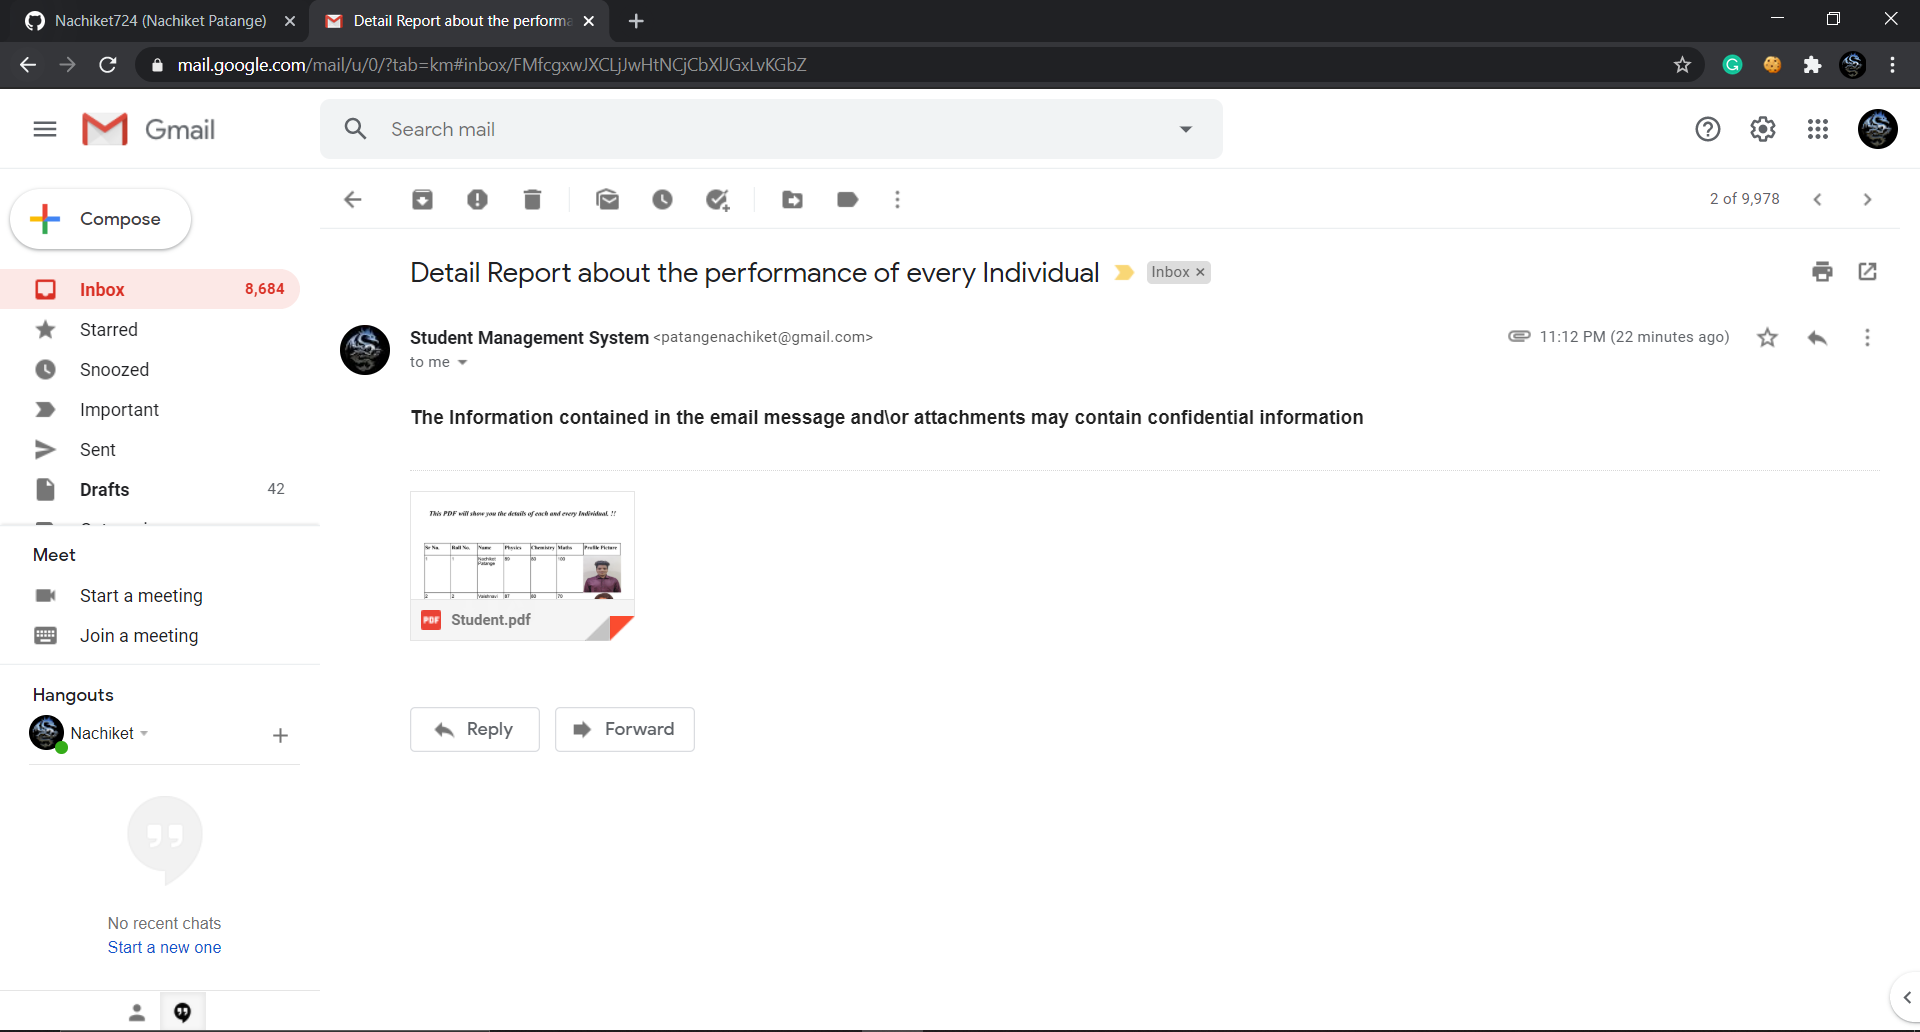 Nachiket724 (Nachiket Patange)
Detail Report about the performa
mail.google.com/mail/u/0/?tab=km#inbox/FMfcgxwJXCLjJwHtNCjCbXlJGxLvKGbZ
Gmail
Search mail
Compose
2 of 9,978
Inbox 8,684
Starred
Snoozed
Important
Sent
Drafts 42
Meet
Start a meeting
Join a meeting
Hangouts
Nachiket
No recent chats
Start a new one
Detail Report about the performance of every Individual Inbox
Student Management System <patangenachiket@gmail.com>
11:12 PM (22 minutes ago)
to me
The Information contained in the email message and\or attachments may contain confidential information
This PDF will show you the details of each and every Individual. !!
Sr No. Roll No. Name Physics Chemistry Maths Profile Picture
1 1 Nachiket 100
Patange
2 2 Vaishnavi
PDF Student.pdf
Reply
Forward